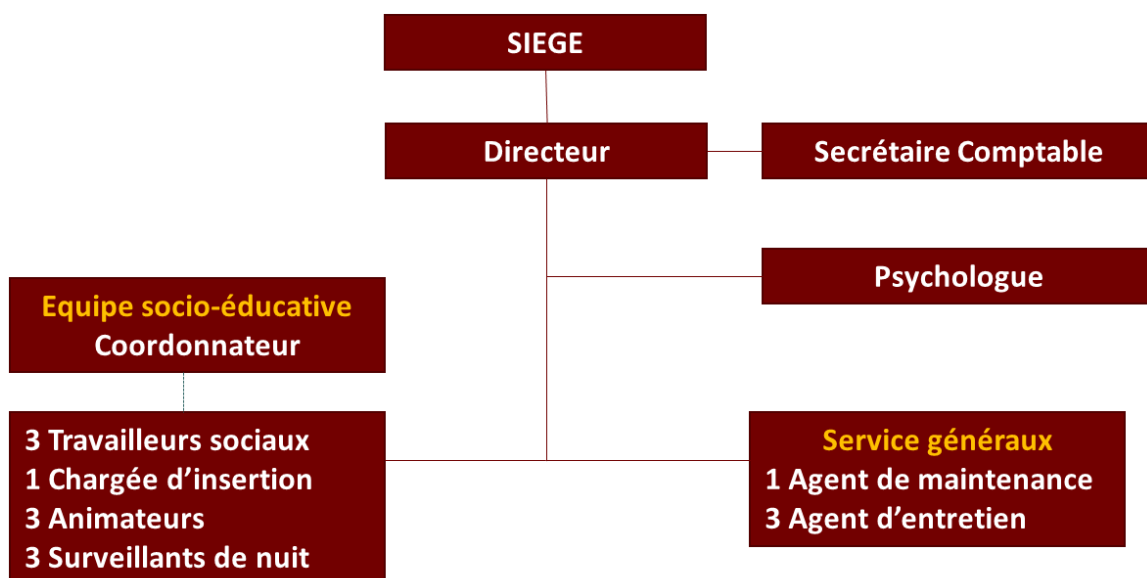 SIEGE
Directeur
Secrétaire Comptable
Psychologue
Equipe socio-éducative
Coordonnateur
3 Travailleurs sociaux
1 Chargée d’insertion
3 Animateurs
3 Surveillants de nuit
Service généraux
1 Agent de maintenance
3 Agent d’entretien